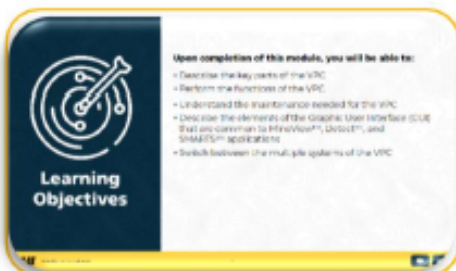 Upon completion of this module, you will be able to:
• Describe the key parts of the VPC
• Perform the functions of the VPC
• Understand the maintenance needed for the VPC
• Describe the elements of the Graphic User Interface (GUI)
that are common to MineView™, Detect™, and
SMARTS™ applications
• Switch between the multiple systems of the VPC
Learning
Objectives